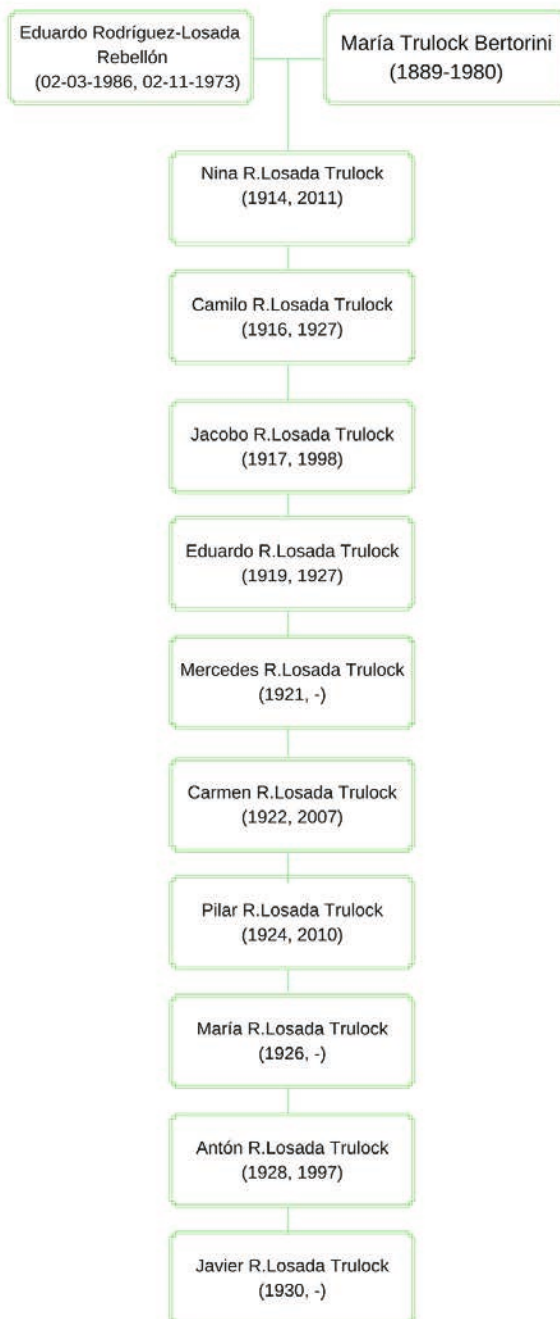 Eduardo Rodríguez-Losada
Rebellón
(02-03-1986, 02-11-1973)
María Trulock Bertorini
(1889-1980)
Nina R.Losada Trulock
(1914, 2011)
Camilo R.Losada Trulock
(1916, 1927)
Jacobo R.Losada Trulock
(1917, 1998)
Eduardo R.Losada Trulock
(1919, 1927)
Mercedes R.Losada Trulock
(1921, -)
Carmen R.Losada Trulock
(1922, 2007)
Pilar R.Losada Trulock
(1924, 2010)
María R.Losada Trulock
(1926, -)
Antón R.Losada Trulock
(1928, 1997)
Javier R.Losada Trulock
(1930, -)